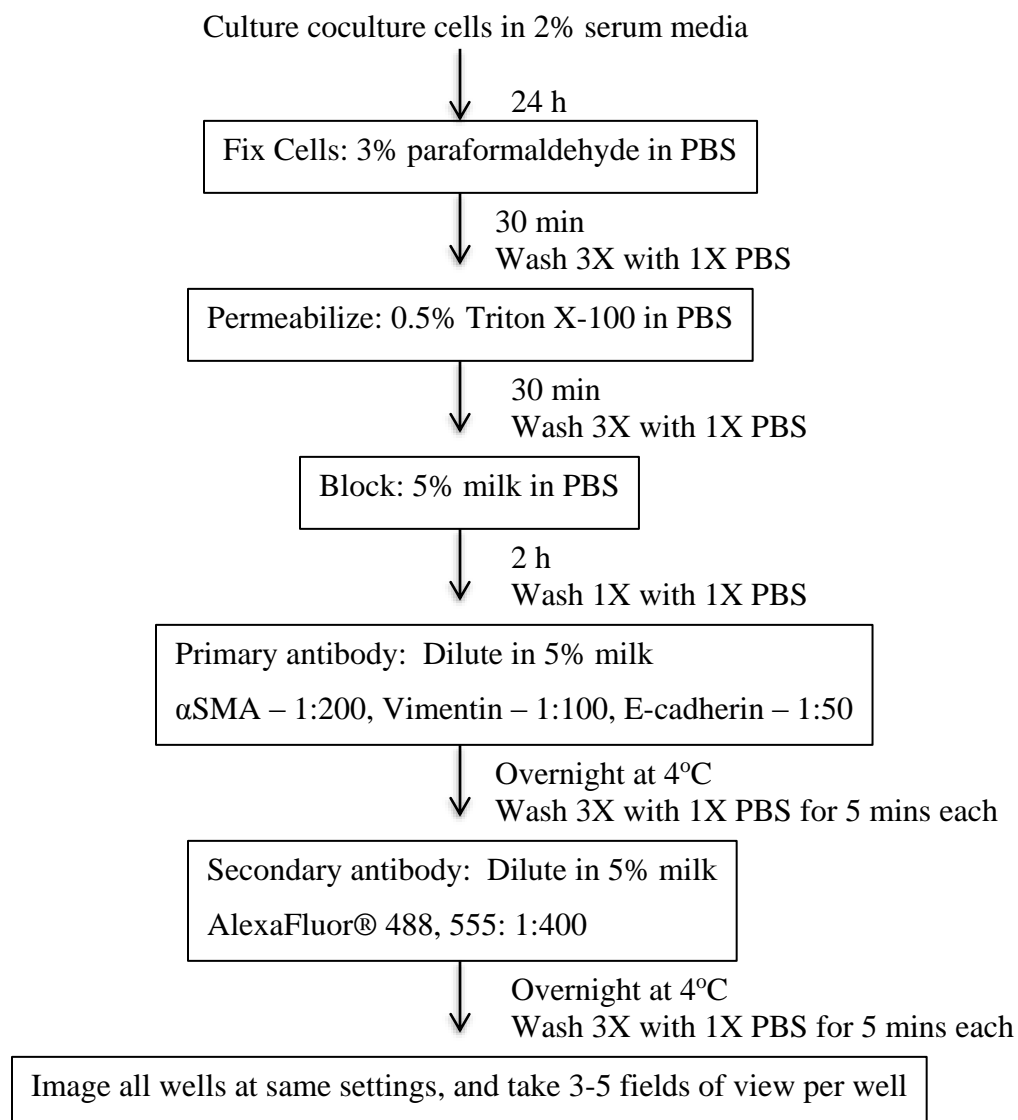 Culture coculture cells in 2% serum media
24 h
Fix Cells: 3% paraformaldehyde in PBS
30 min
Wash 3X with 1X PBS
Permeabilize: 0.5% Triton X-100 in PBS
30 min
Wash 3X with 1X PBS
Block: 5% milk in PBS
2 h
Wash 1X with 1X PBS
Primary antibody:  Dilute in 5% milk
αSMA – 1:200, Vimentin – 1:100, E-cadherin – 1:50
Overnight at 4ºC
Wash 3X with 1X PBS for 5 mins each
Secondary antibody:  Dilute in 5% milk
AlexaFluor® 488, 555: 1:400
Overnight at 4ºC
Wash 3X with 1X PBS for 5 mins each
Image all wells at same settings, and take 3-5 fields of view per well